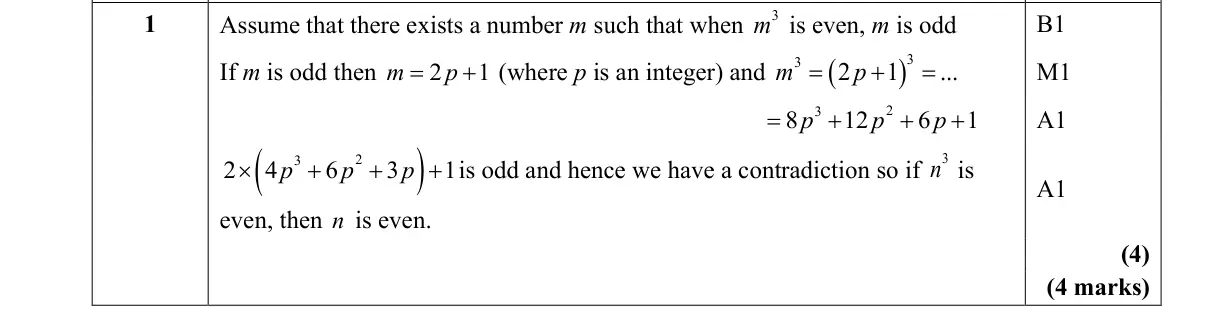 1 Assume that there exists a number m such that when m³ is even, m is odd B1
If m is odd then m = 2p + 1 (where p is an integer) and m³ = (2p + 1)³ = ... M1
= 8p³ + 12p² + 6p + 1 A1
2 × (4p³ + 6p² + 3p) + 1 is odd and hence we have a contradiction so if n³ is
A1
even, then n is even.
(4)
(4 marks)